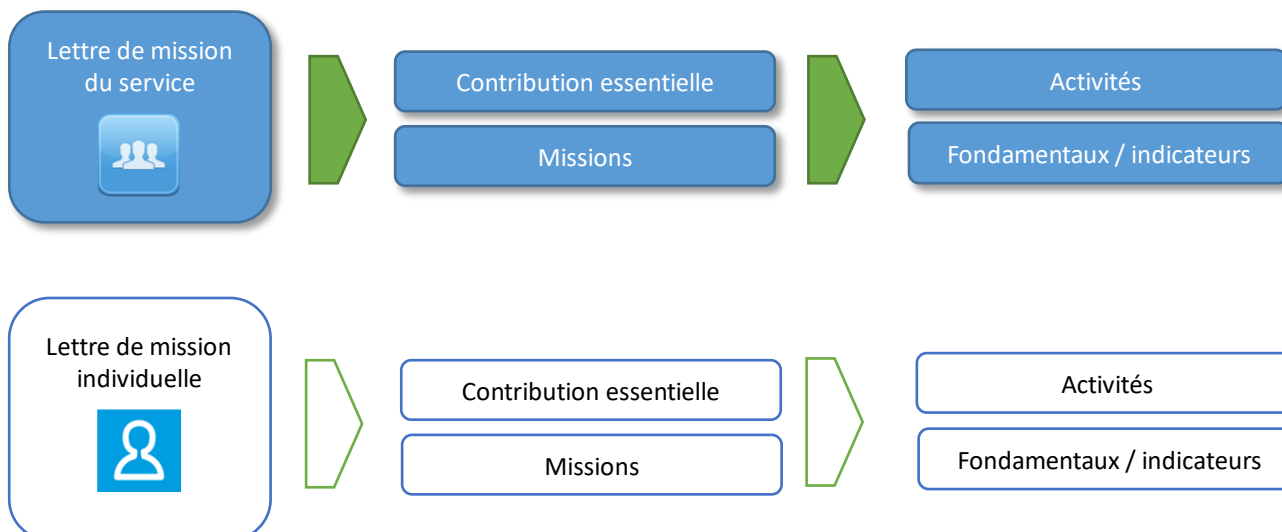 Lettre de mission
du service
Contribution essentielle
Missions
Activités
Fondamentaux / indicateurs
Lettre de mission
individuelle
Contribution essentielle
Missions
Activités
Fondamentaux / indicateurs